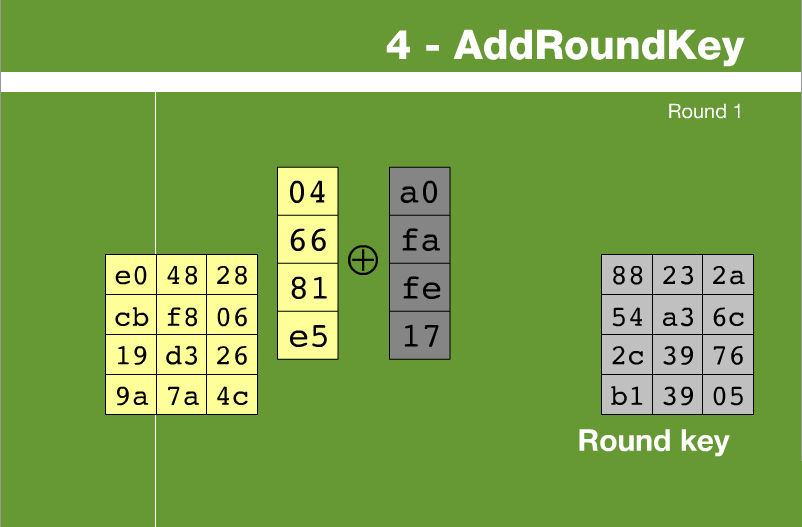 4 - AddRoundKey
Round 1
04
66
81
e5
⊕
a0
fa
fe
17
e0 48 28
cb f8 06
19 d3 26
9a 7a 4c
88 23 2a
54 a3 6c
2c 39 76
b1 39 05
Round key